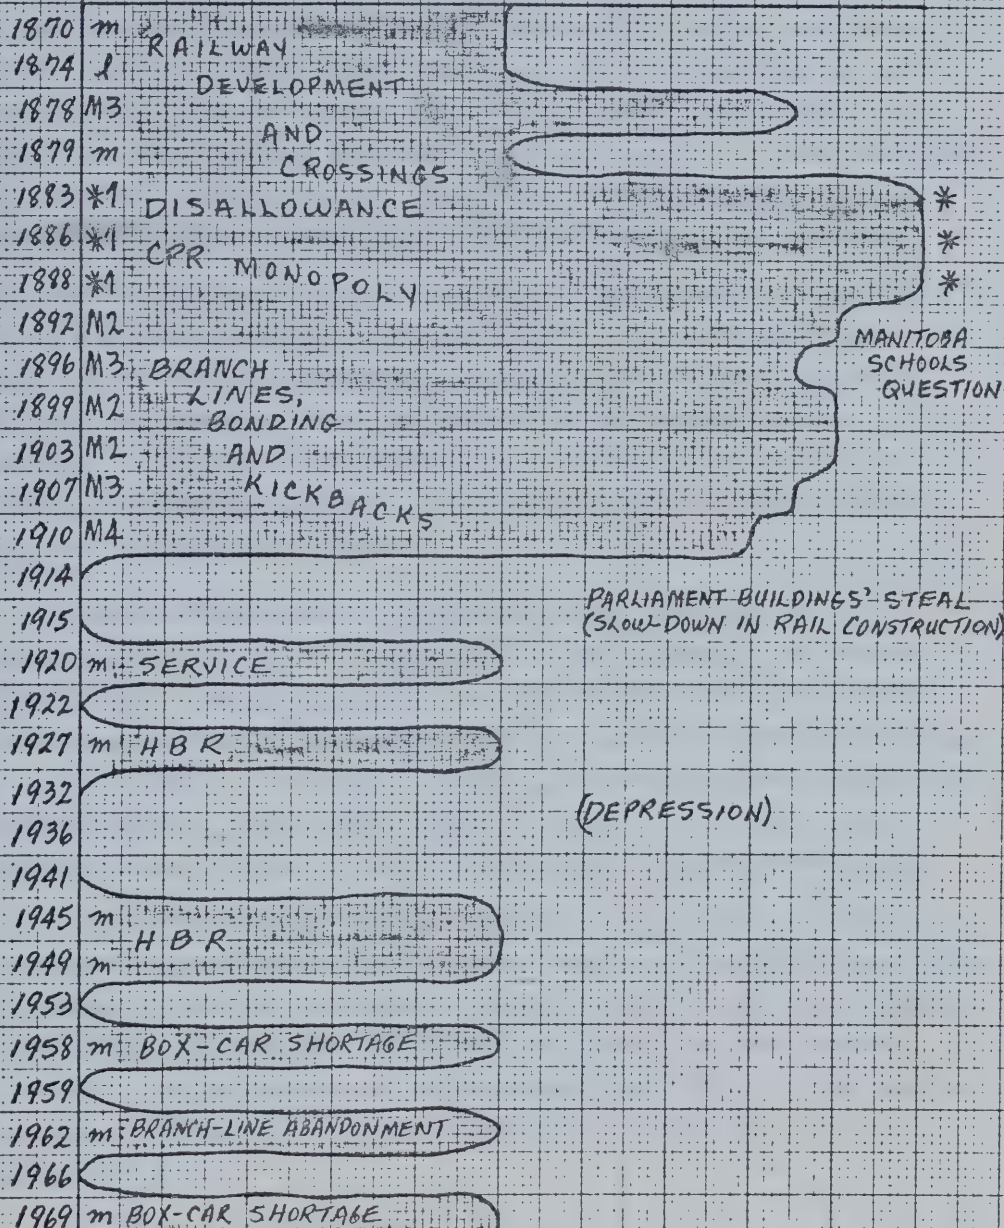 1870 m
RAILWAY
1874 l
DEVELOPMENT
1878 M3
AND
1879 m
CROSSINGS
1883 *1 DISALLOWANCE *
1886 *1 *
CPR MONOPOLY
1888 *1 *
1892 M2
MANITOBA
SCHOOLS
QUESTION
1896 M3 BRANCH
LINES,
1899 M2
BONDING
1903 M2 AND
1907 M3 KICKBACKS
1910 M4
1914
PARLIAMENT BUILDINGS' STEAL
1915
(SLOW-DOWN IN RAIL CONSTRUCTION)
1920 m SERVICE
1922
1927 m HBR
1932
(DEPRESSION)
1936
1941
1945 m
HBR
1949 m
1953
1958 m BOX-CAR SHORTAGE
1959
1962 m BRANCH-LINE ABANDONMENT
1966
1969 m BOX-CAR SHORTAGE